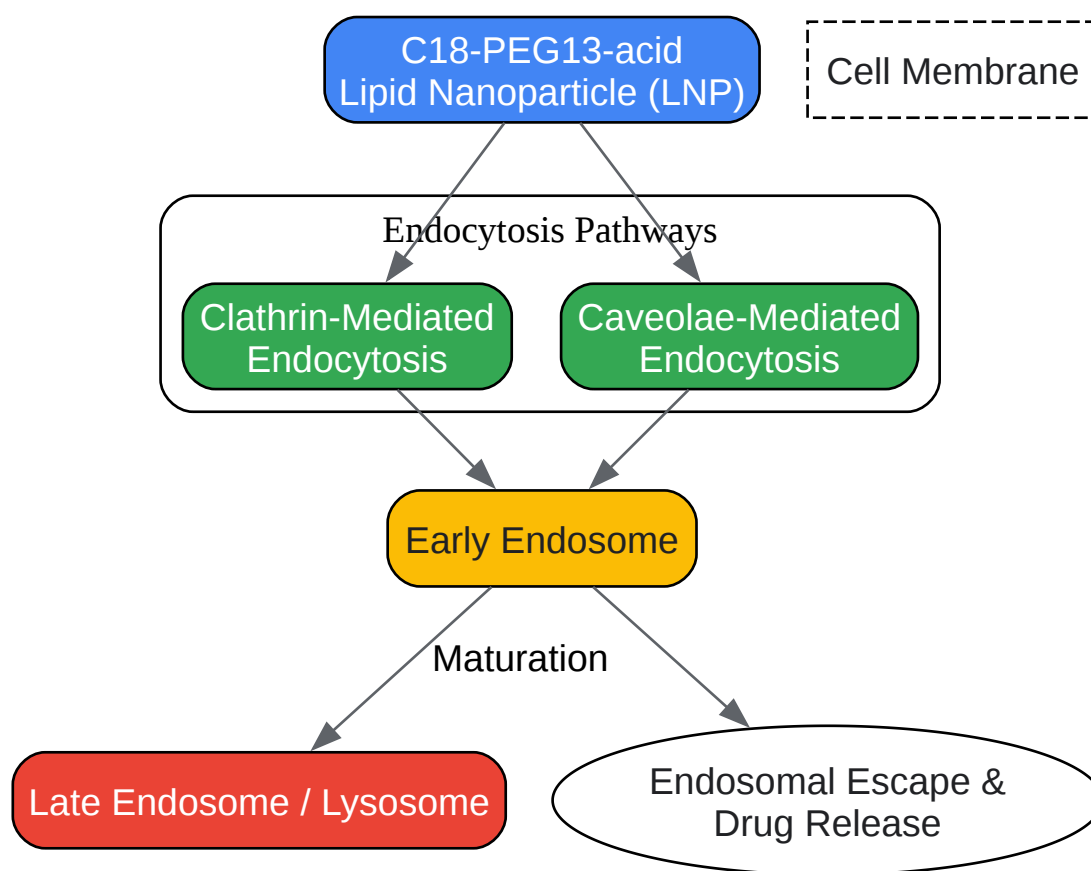 C18-PEG13-acid
Lipid Nanoparticle (LNP)
Cell Membrane
Endocytosis Pathways
Clathrin-Mediated
Endocytosis
Caveolae-Mediated
Endocytosis
Early Endosome
Maturation
Late Endosome / Lysosome
Endosomal Escape &
Drug Release